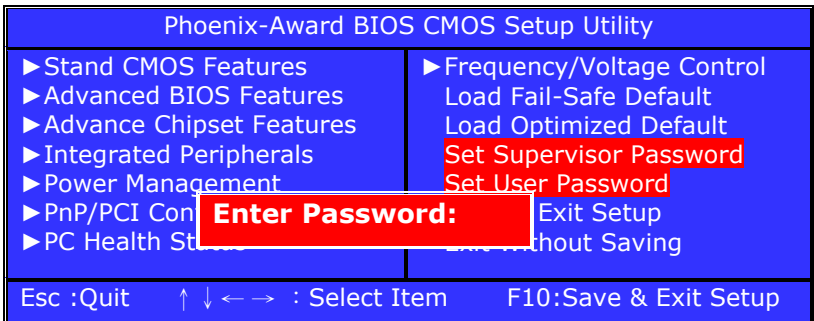 Phoenix-Award BIOS CMOS Setup Utility
►Stand CMOS Features
►Advanced BIOS Features
►Advance Chipset Features
►Integrated Peripherals
►Power Management
►PnP/PCI Con
►PC Health
►Frequency/Voltage Control
Load Fail-Safe Default
Load Optimized Default
Set Supervisor Password
Set User Password
Exit Setup
Exit Without Saving
Enter Password:
Esc :Quit ↑↓←→ : Select Item F10:Save & Exit Setup